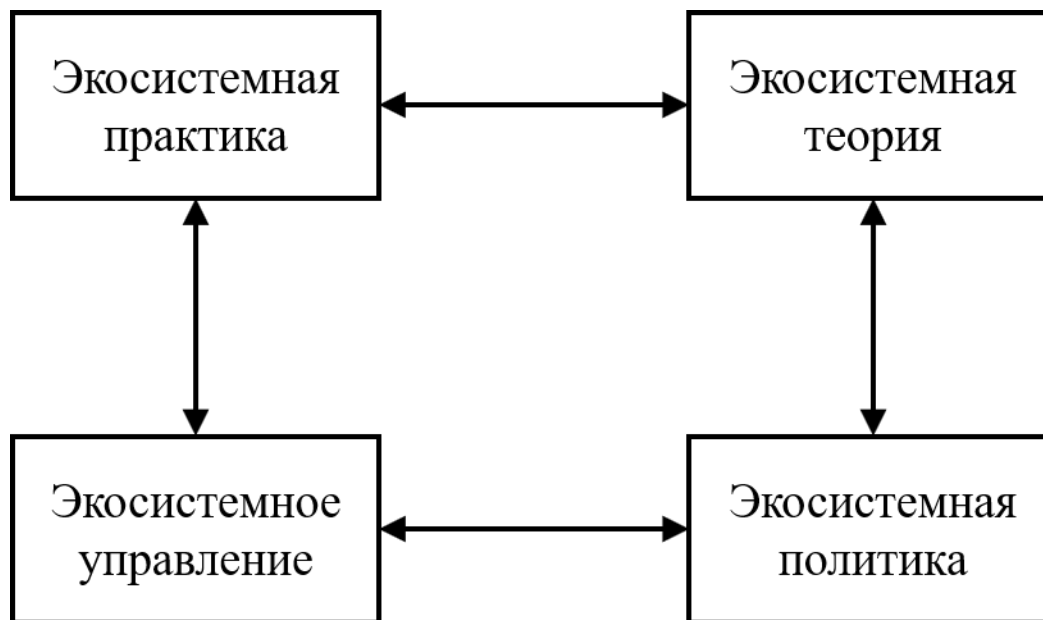 Экосистемная
практика
Экосистемная
теория
Экосистемное
управление
Экосистемная
политика